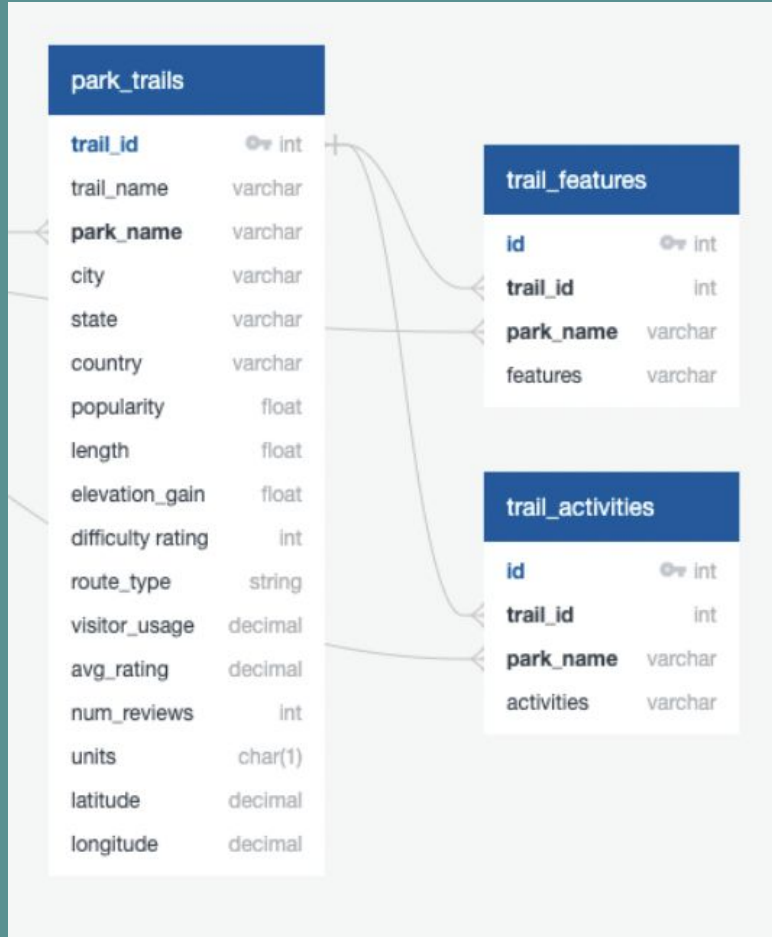 park_trails
trail_id int
trail_name varchar
park_name varchar
city varchar
state varchar
country varchar
popularity float
length float
elevation_gain float
difficulty rating int
route_type string
visitor_usage decimal
avg_rating decimal
num_reviews int
units char(1)
latitude decimal
longitude decimal
trail_features
id int
trail_id int
park_name varchar
features varchar
trail_activities
id int
trail_id int
park_name varchar
activities varchar